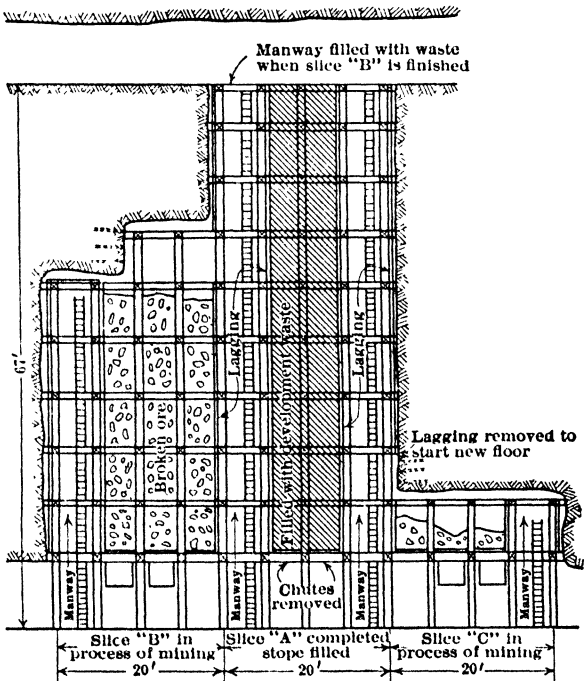 Manway filled with waste
when slice "B" is finished
67'
Lagging
Lagging
Broken ore
Filled with development waste
Lagging removed to
start new floor
Manway
Manway
Chutes
removed
Manway
Manway
Slice "B" in
process of mining
Slice "A" completed
stope filled
Slice "C" in
process of mining
20'
20'
20'